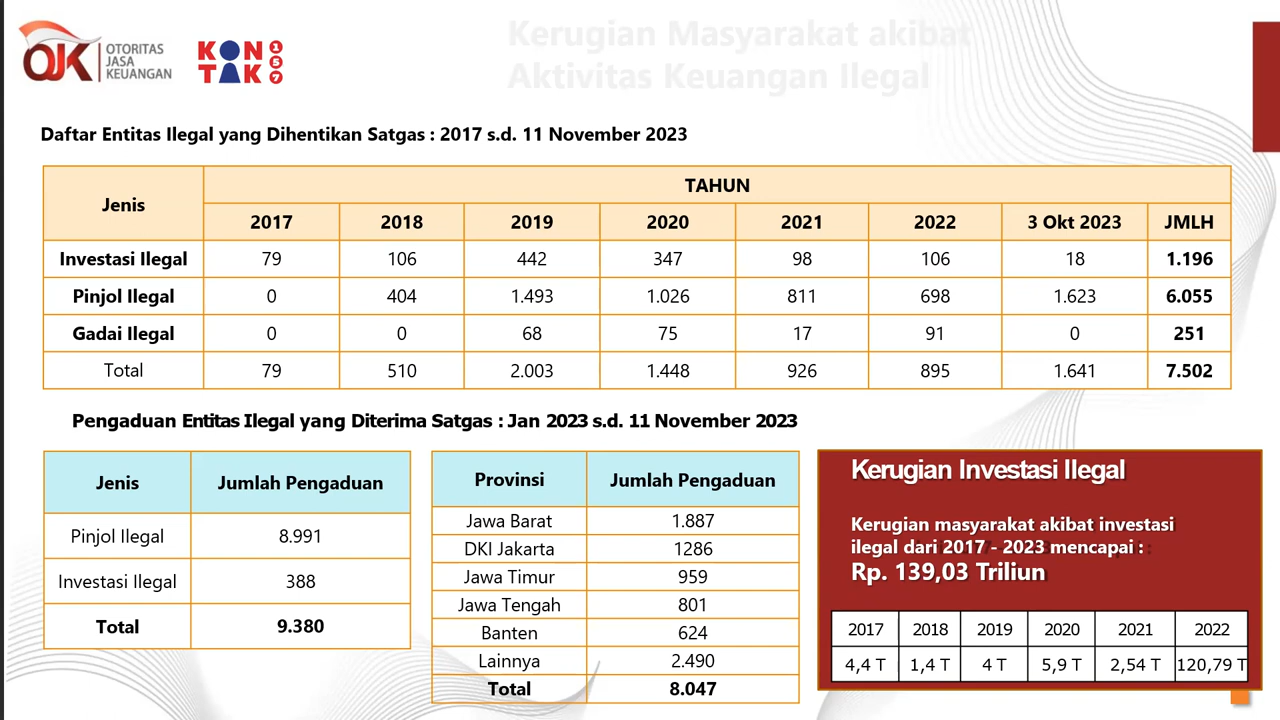 Kerugian Masyarakat akibat
Aktivitas Keuangan Ilegal
OJK OTORITAS
JASA
KEUANGAN
KONTAK 157
Daftar Entitas Ilegal yang Dihentikan Satgas : 2017 s.d. 11 November 2023
Jenis TAHUN
2017 2018 2019 2020 2021 2022 3 Okt 2023 JMLH
Investasi Ilegal 79 106 442 347 98 106 18 1.196
Pinjol Ilegal 0 404 1.493 1.026 811 698 1.623 6.055
Gadai Ilegal 0 0 68 75 17 91 0 251
Total 79 510 2.003 1.448 926 895 1.641 7.502
Pengaduan Entitas Ilegal yang Diterima Satgas : Jan 2023 s.d. 11 November 2023
Jenis Jumlah Pengaduan
Pinjol Ilegal 8.991
Investasi Ilegal 388
Total 9.380
Provinsi Jumlah Pengaduan
Jawa Barat 1.887
DKI Jakarta 1286
Jawa Timur 959
Jawa Tengah 801
Banten 624
Lainnya 2.490
Total 8.047
Kerugian Investasi Ilegal
Kerugian masyarakat akibat investasi
ilegal dari 2017 - 2023 mencapai :
Rp. 139,03 Triliun
2017 2018 2019 2020 2021 2022
4,4 T 1,4 T 4 T 5,9 T 2,54 T 120,79 T